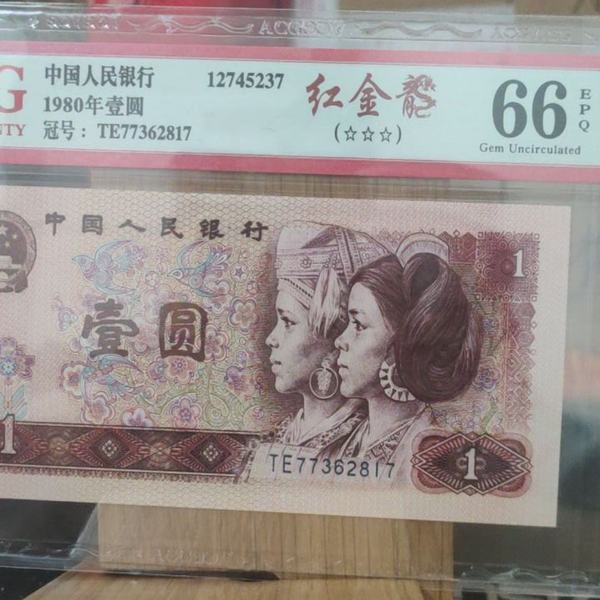 ACGSOV
G
NTY
中国人民银行 12745237
1980年壹圆
冠号：TE77362817
红金龙
(☆☆☆)
66 EPQ
Gem Uncirculated
中国人民银行
1
壹圆
1
TE77362817
1